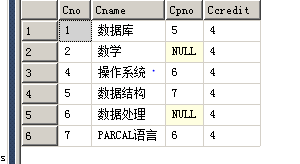 Cno Cname Cpno Ccredit
1 1 数据库 5 4
2 2 数学 NULL 4
3 4 操作系统 6 4
4 5 数据结构 7 4
5 6 数据处理 NULL 4
6 7 PARCAL语言 6 4
s